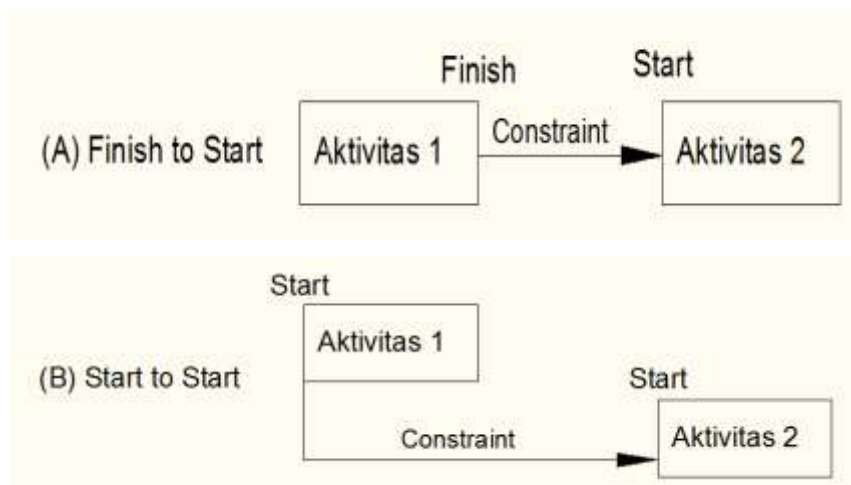 Finish Start
(A) Finish to Start Aktivitas 1 Constraint Aktivitas 2
Start
Aktivitas 1
(B) Start to Start Start
Constraint Aktivitas 2